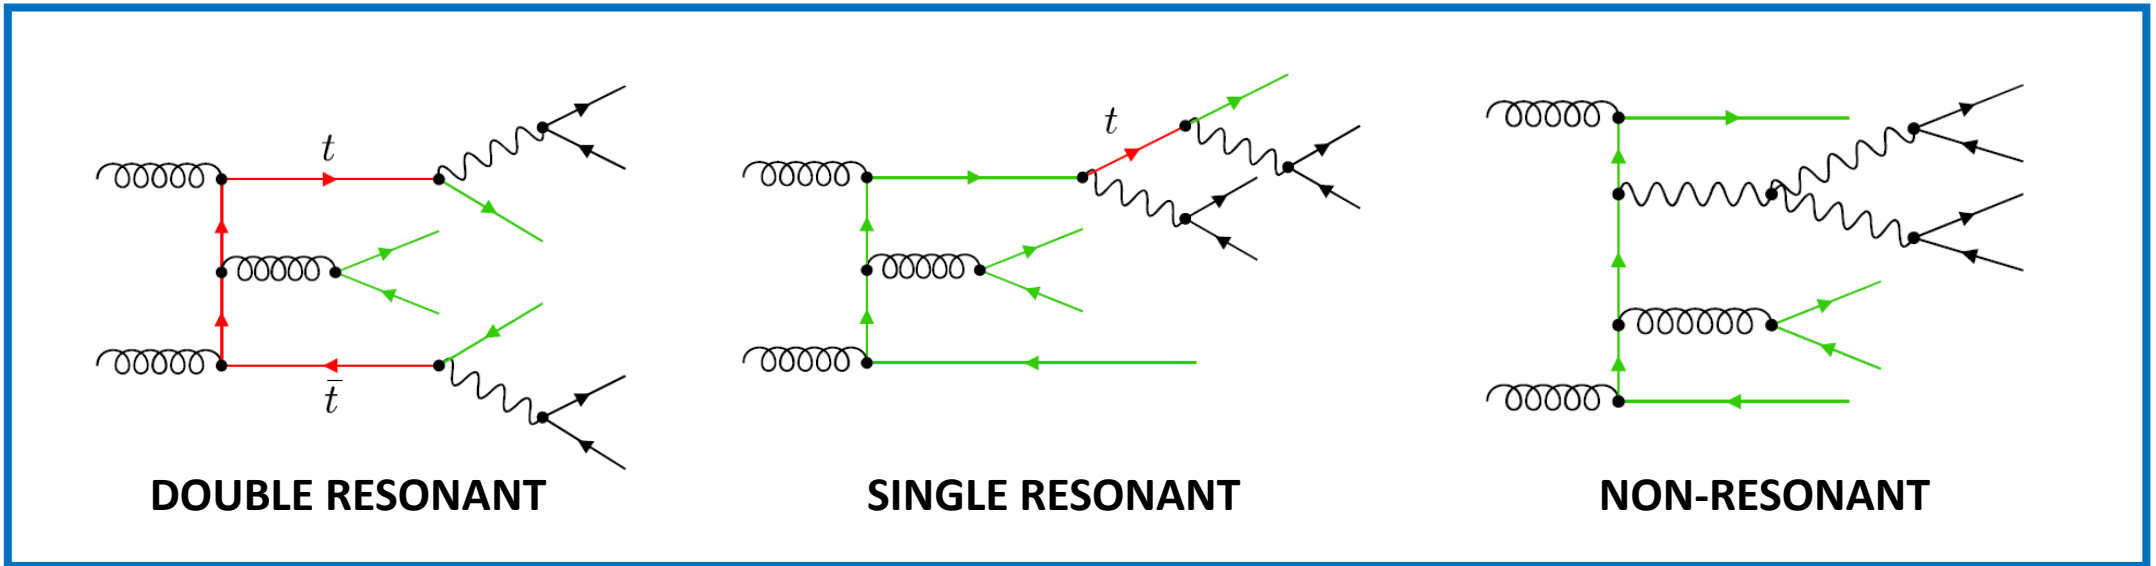 t
t̄
DOUBLE RESONANT
t
SINGLE RESONANT
NON-RESONANT